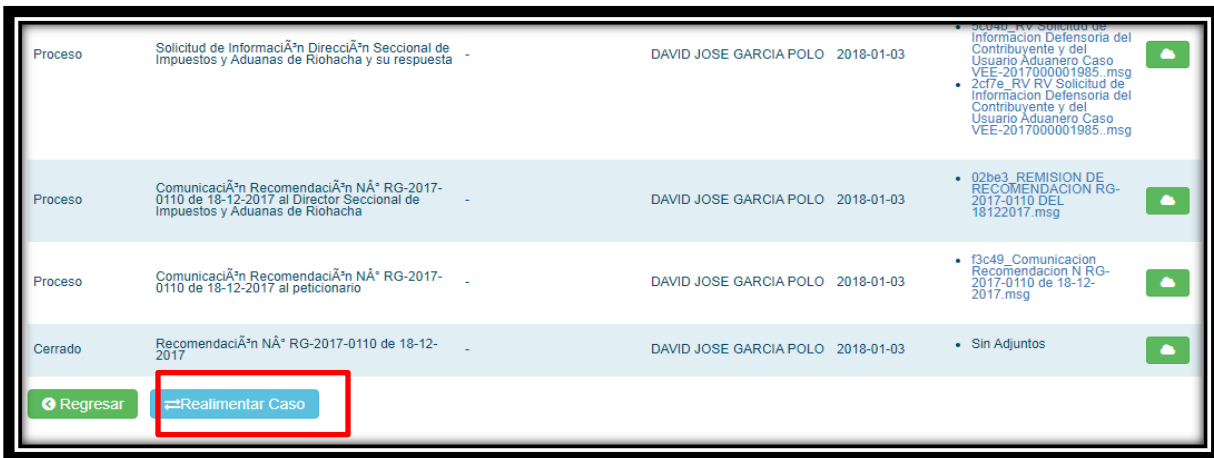 5c04b_RV Solicitud de
Informacion Defensoria del
Contribuyente y del
Usuario Aduanero Caso
VEE-2017000001985..msg
Proceso
Solicitud de InformaciÃ³n DirecciÃ³n Seccional de
Impuestos y Aduanas de Riohacha y su respuesta
-
DAVID JOSE GARCIA POLO
2018-01-03
2cf7e_RV RV Solicitud de
Informacion Defensoria del
Contribuyente y del
Usuario Aduanero Caso
VEE-2017000001985..msg
Proceso
ComunicaciÃ³n RecomendaciÃ³n NÂ° RG-2017-
0110 de 18-12-2017 al Director Seccional de
Impuestos y Aduanas de Riohacha
-
DAVID JOSE GARCIA POLO
2018-01-03
02be3_REMISION DE
RECOMENDACION RG-
2017-0110 DEL
18122017.msg
Proceso
ComunicaciÃ³n RecomendaciÃ³n NÂ° RG-2017-
0110 de 18-12-2017 al peticionario
-
DAVID JOSE GARCIA POLO
2018-01-03
f3c49_Comunicacion
Recomendacion N RG-
2017-0110 de 18-12-
2017.msg
Cerrado
RecomendaciÃ³n NÂ° RG-2017-0110 de 18-12-
2017
-
DAVID JOSE GARCIA POLO
2018-01-03
Sin Adjuntos
Regresar
Realimentar Caso